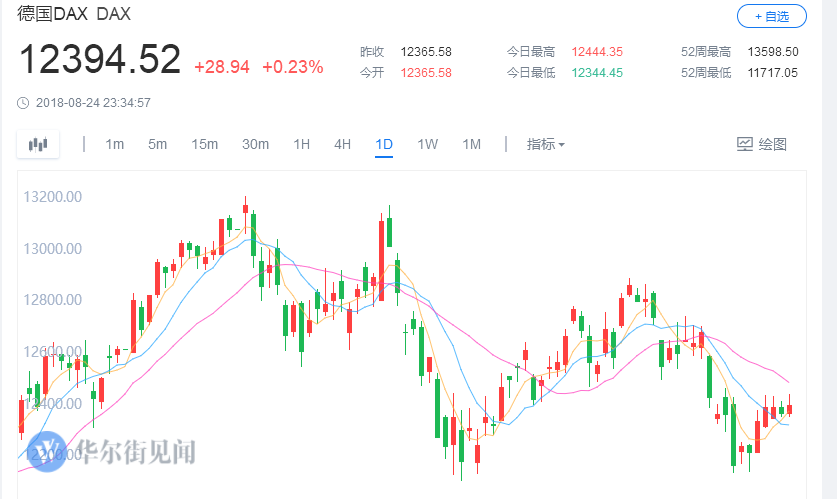 德国DAX DAX
+ 自选
12394.52 +28.94 +0.23%
昨收 12365.58 今日最高 12444.35 52周最高 13598.50
今开 12365.58 今日最低 12344.45 52周最低 11717.05
2018-08-24 23:34:57
1m 5m 15m 30m 1H 4H 1D 1W 1M 指标 绘图
13200.00
13000.00
12800.00
12600.00
12400.00
12200.00
华尔街见闻